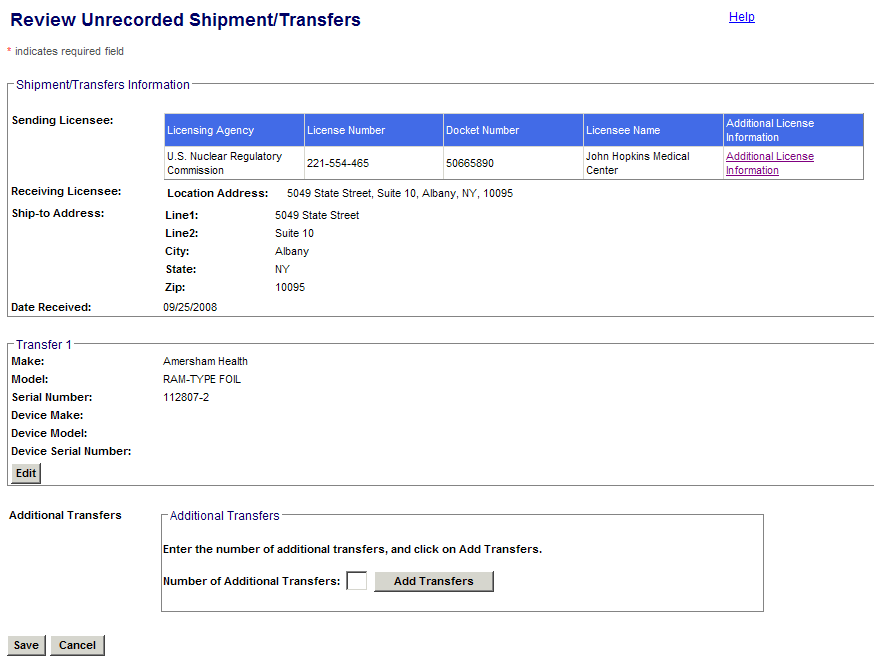 Review Unrecorded Shipment/Transfers
Help
* indicates required field
Shipment/Transfers Information
Sending Licensee:
Licensing Agency License Number Docket Number Licensee Name Additional License Information
U.S. Nuclear Regulatory Commission 221-554-465 50665890 John Hopkins Medical Center Additional License Information
Receiving Licensee: Location Address: 5049 State Street, Suite 10, Albany, NY, 10095
Ship-to Address: Line1: 5049 State Street
Line2: Suite 10
City: Albany
State: NY
Zip: 10095
Date Received: 09/25/2008
Transfer 1
Make: Amersham Health
Model: RAM-TYPE FOIL
Serial Number: 112807-2
Device Make:
Device Model:
Device Serial Number:
Edit
Additional Transfers
Additional Transfers
Enter the number of additional transfers, and click on Add Transfers.
Number of Additional Transfers: Add Transfers
Save Cancel